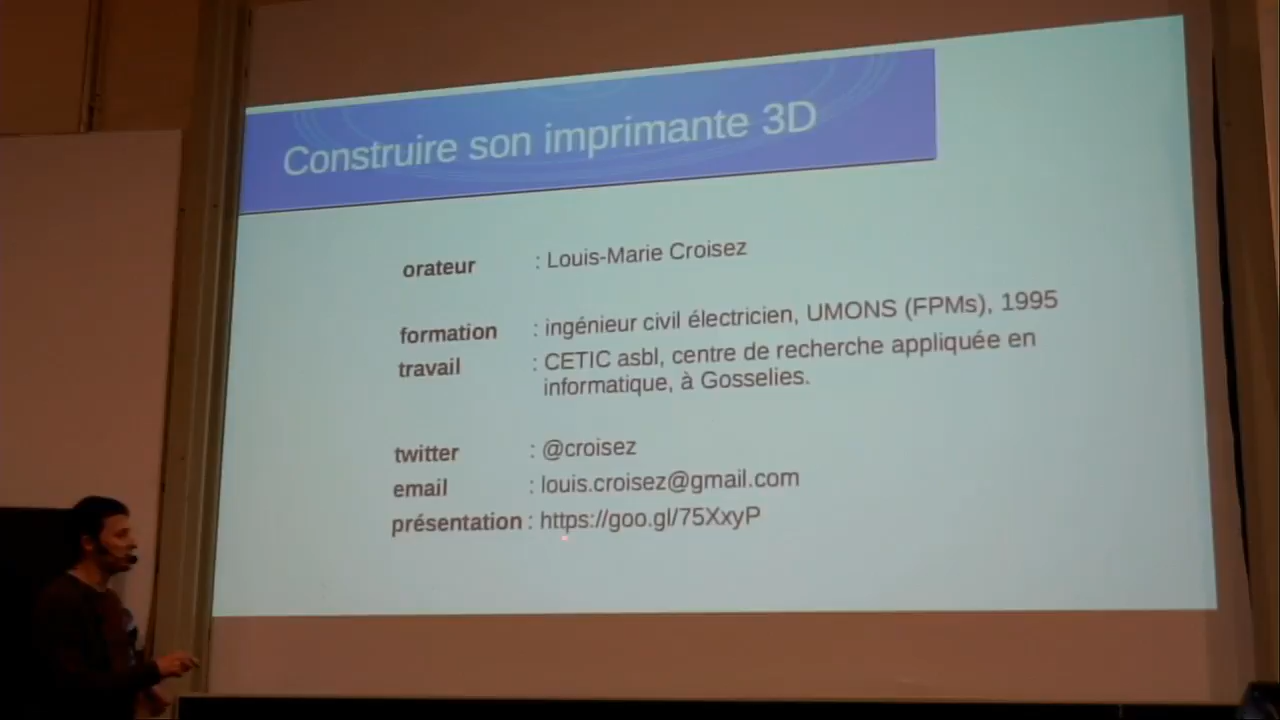 Construire son imprimante 3D
orateur : Louis-Marie Croisez
formation : ingénieur civil électricien, UMONS (FPMs), 1995
travail : CETIC asbl, centre de recherche appliquée en
informatique, à Gosselies.
twitter : @croisez
email : louis.croisez@gmail.com
présentation : https://goo.gl/75XxyP